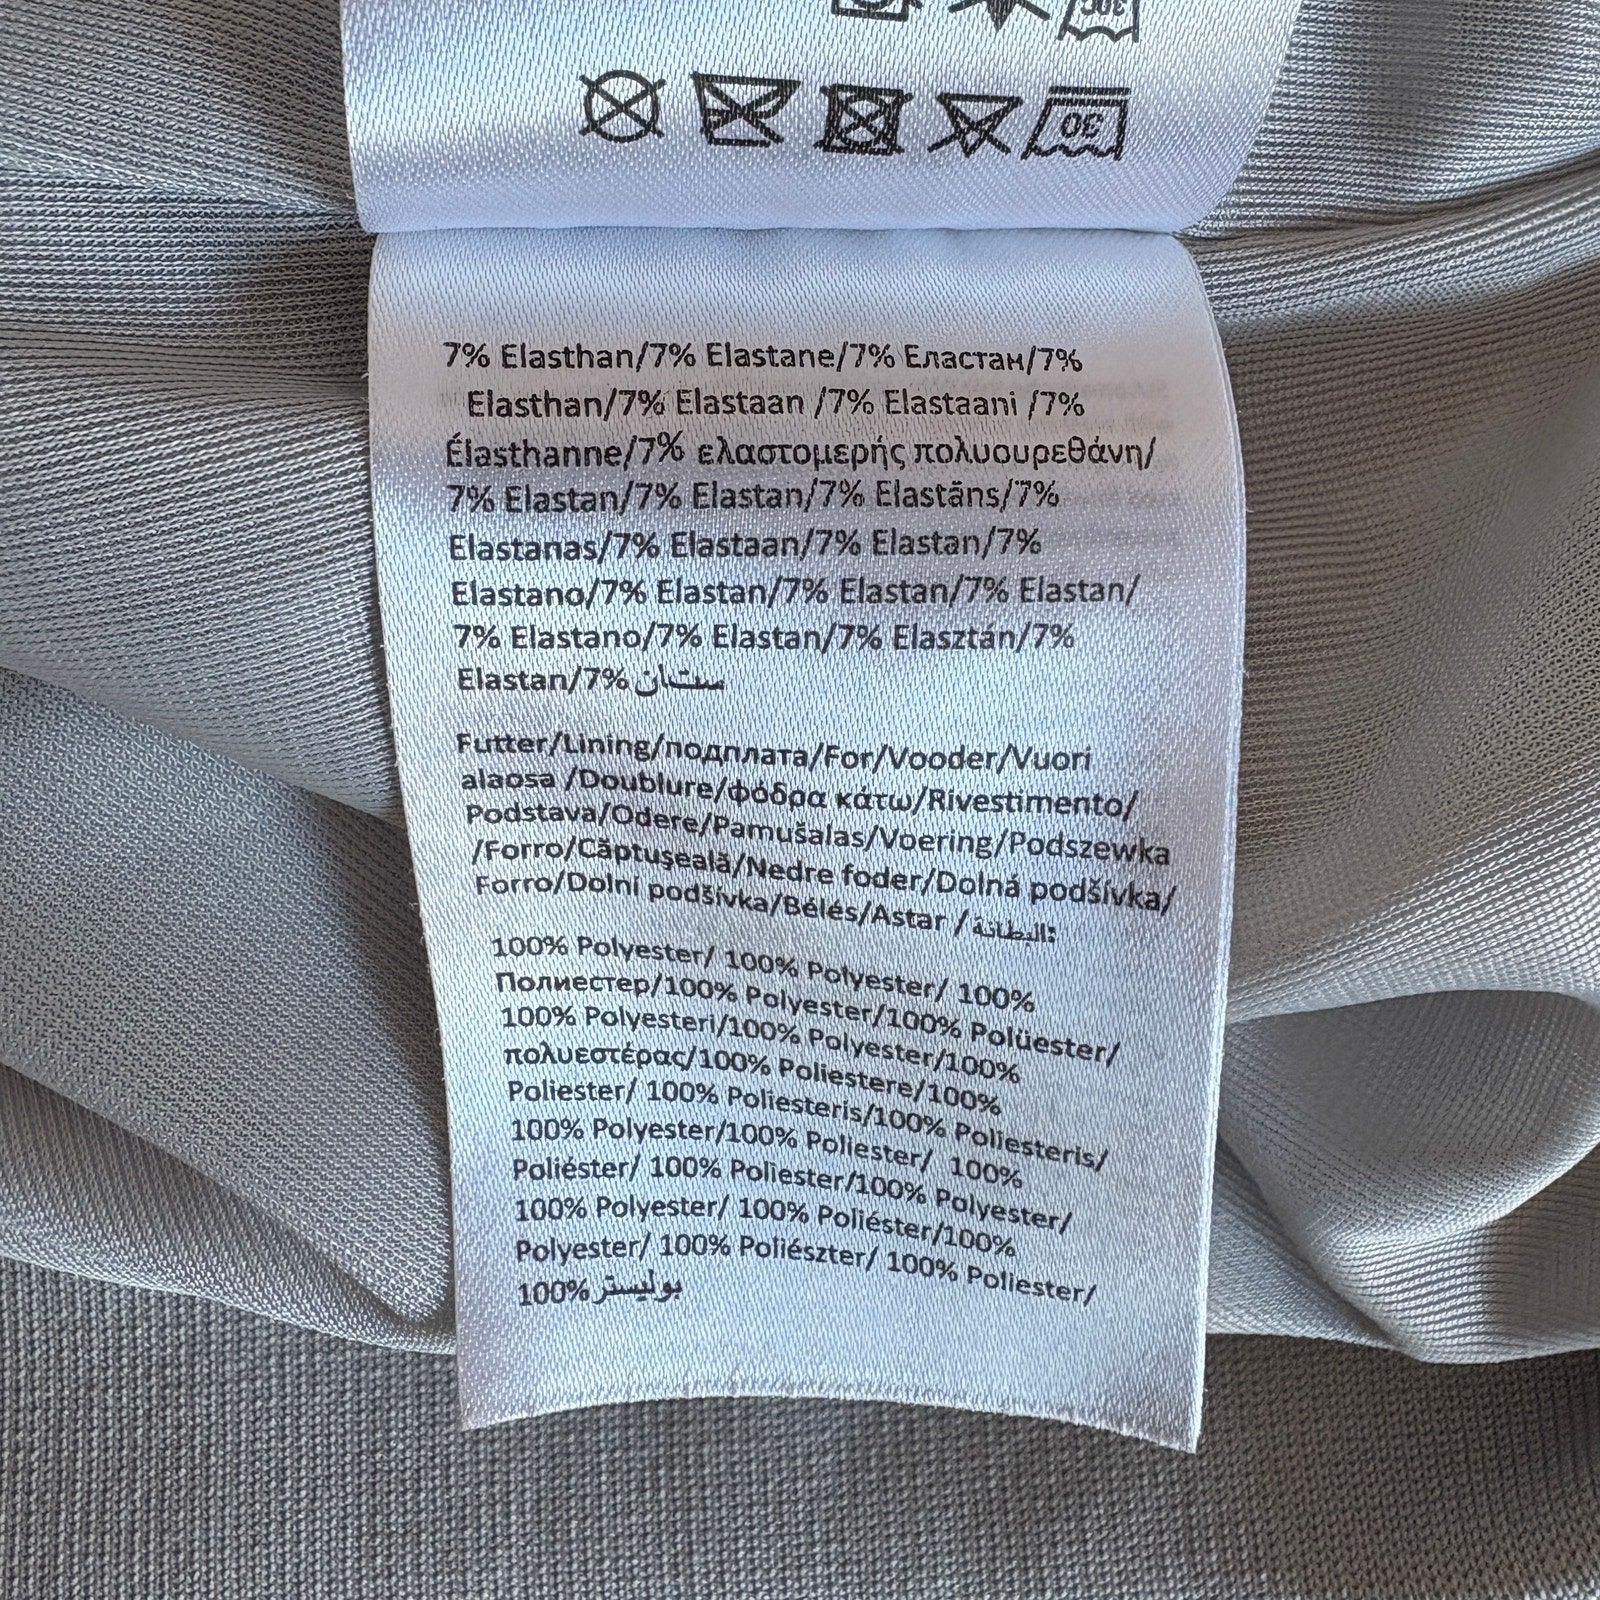 30
30
7% Elasthan/7% Elastane/7% Еластан/7%
Elasthan/7% Elastaan /7% Elastaani /7%
Élasthanne/7% ελαστομερής πολυουρεθάνη/
7% Elastan/7% Elastan/7% Elastāns/7%
Elastanas/7% Elastaan/7% Elastan/7%
Elastano/7% Elastan/7% Elastan/7% Elastan/
7% Elastano/7% Elastan/7% Elasztán/7%
Elastan/7% ستان
Futter/Lining/подплата/For/Vooder/Vuori
alaosa /Doublure/φόδρα κάτω/Rivestimento/
Podstava/Odere/Pamušalas/Voering/Podszewka
/Forro/Căptușeală/Nedre foder/Dolná podšívka/
Forro/Dolní podšívka/Bélés/Astar /البطانة:
100% Polyester/ 100% Polyester/ 100%
Полиестер/100% Polyester/100% Polüester/
100% Polyesteri/100% Polyester/100%
πολυεστέρας/100% Poliestere/100%
Poliester/ 100% Poliesteris/100% Poliesteris/
100% Polyester/100% Poliester/ 100%
Poliéster/ 100% Poliester/100% Polyester/
100% Polyester/ 100% Poliéster/100%
Polyester/ 100% Poliészter/ 100% Poliester/
100% بوليستر